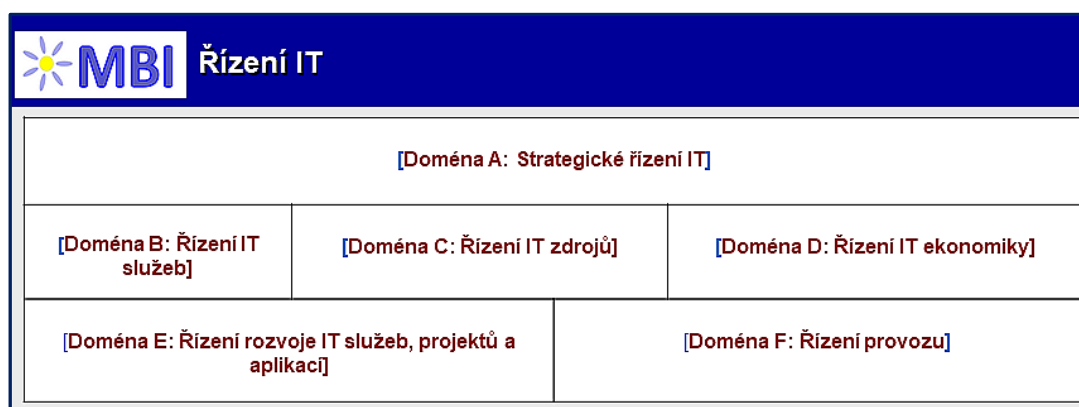 MBI Řízení IT
[Doména A: Strategické řízení IT]
[Doména B: Řízení IT
služeb]
[Doména C: Řízení IT zdrojů]
[Doména D: Řízení IT ekonomiky]
[Doména E: Řízení rozvoje IT služeb, projektů a
aplikací]
[Doména F: Řízení provozu]